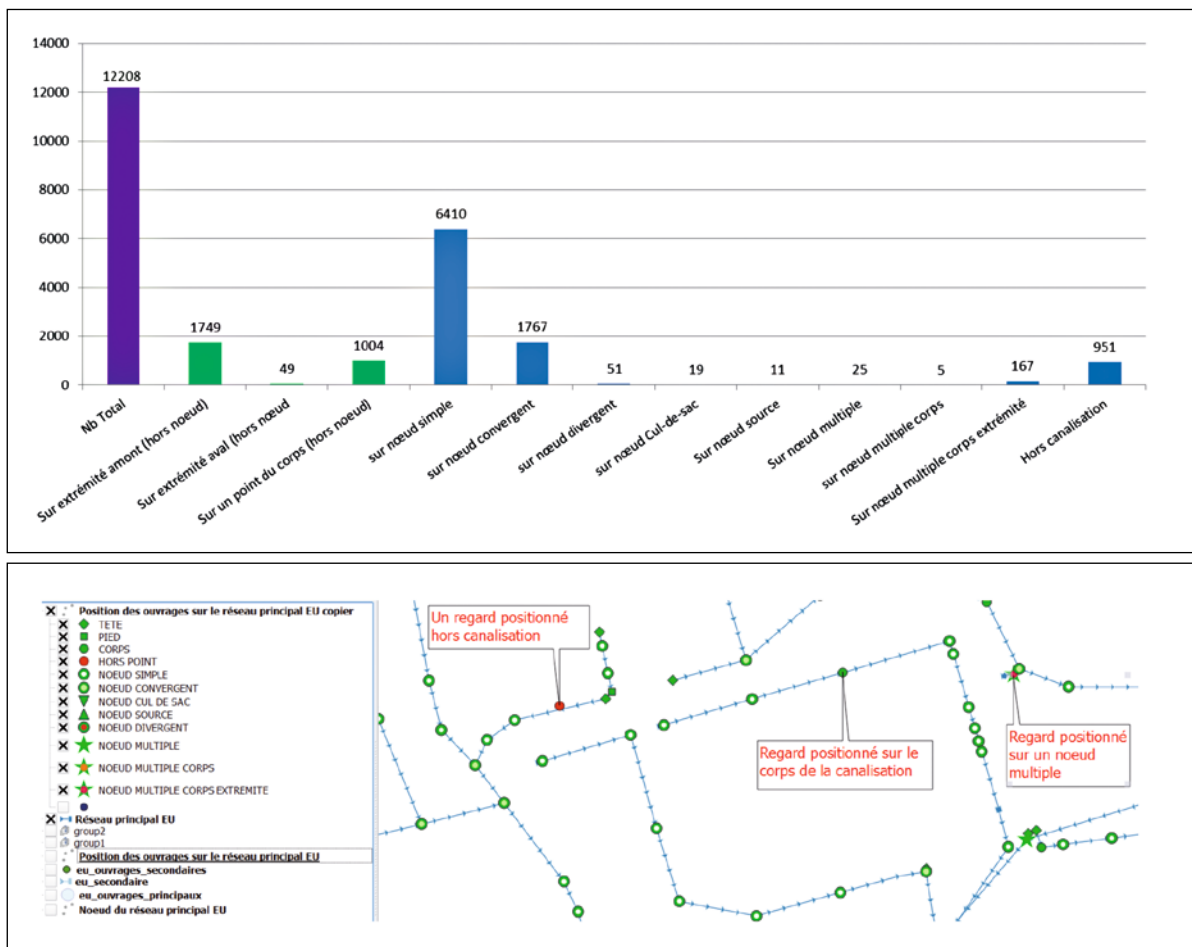 14000
12000
10000
8000
6000
4000
2000
0
12208
1749
49
1004
6410
1767
51
19
11
25
5
167
951
Nb Total
Sur extrémité amont (hors noeud)
Sur extrémité aval (hors nœud
Sur un point du corps (hors noeud)
sur nœud simple
sur nœud convergent
sur nœud divergent
sur nœud Cul-de-sac
Sur nœud source
Sur nœud multiple
sur nœud multiple corps
Sur nœud multiple corps extrémité
Hors canalisation
Position des ouvrages sur le réseau principal EU copier
TETE
PIED
CORPS
HORS POINT
NOEUD SIMPLE
NOEUD CONVERGENT
NOEUD CUL DE SAC
NOEUD SOURCE
NOEUD DIVERGENT
NOEUD MULTIPLE
NOEUD MULTIPLE CORPS
NOEUD MULTIPLE CORPS EXTREMITE
Réseau principal EU
group2
group1
Position des ouvrages sur le réseau principal EU
eu_ouvrages_secondaires
eu_secondaire
eu_ouvrages_principaux
Noeud du réseau principal EU
Un regard positionné
hors canalisation
Regard positionné sur le
corps de la canalisation
Regard positionné
sur un noeud
multiple